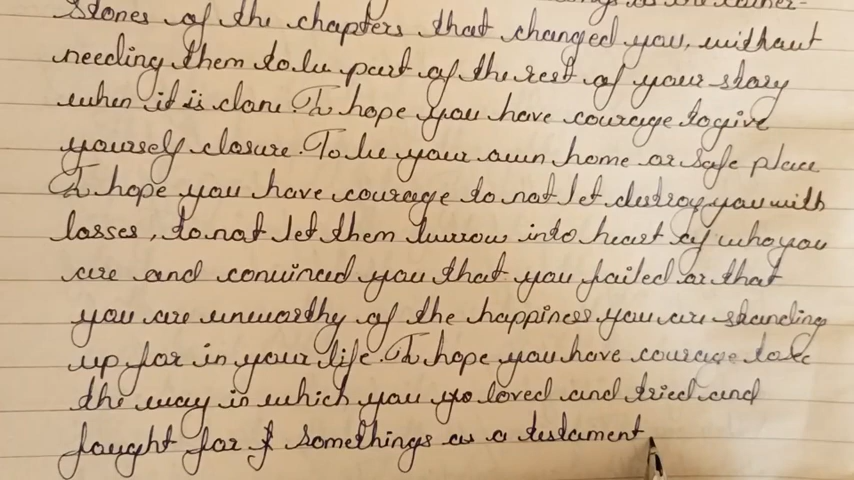 Stones of the chapters that changed you, without
needing them to be part of the rest of your story
when it is done. I hope you have courage to give
yourself closure. To be your own home or safe place
I hope you have courage to not let destroy you with
losses, to not let them burrow into heart of who you
are and convinced you that you failed or that
you are unworthy of the happiness you are standing
up for in your life. I hope you have courage to see
the way in which you loved and tried and
fought for somethings as a testament